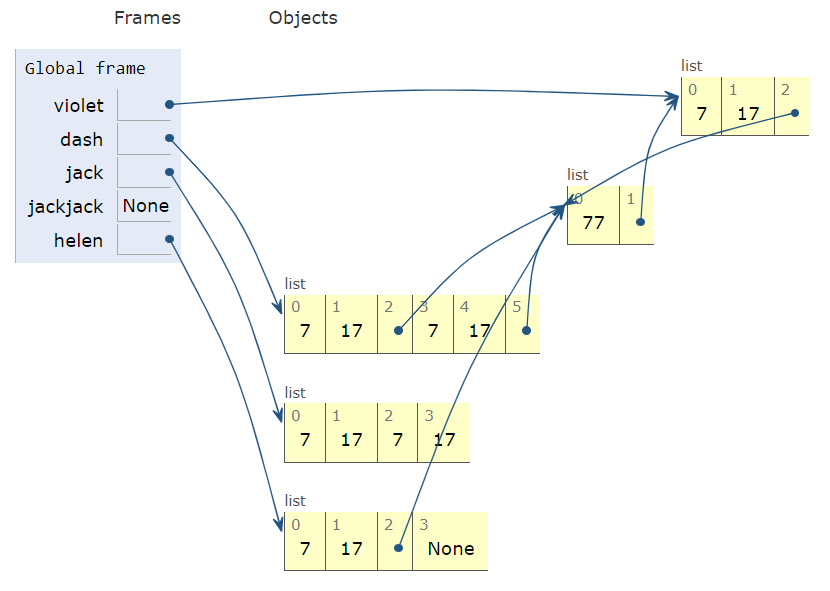 Frames Objects
Global frame
list
0 1 2
violet
7 17
dash
jack
list
0 1
jackjack None
77
helen
list
0 1 2 3 4 5
7 17 7 17
list
0 1 2 3
7 17 7 17
list
0 1 2 3
7 17 None